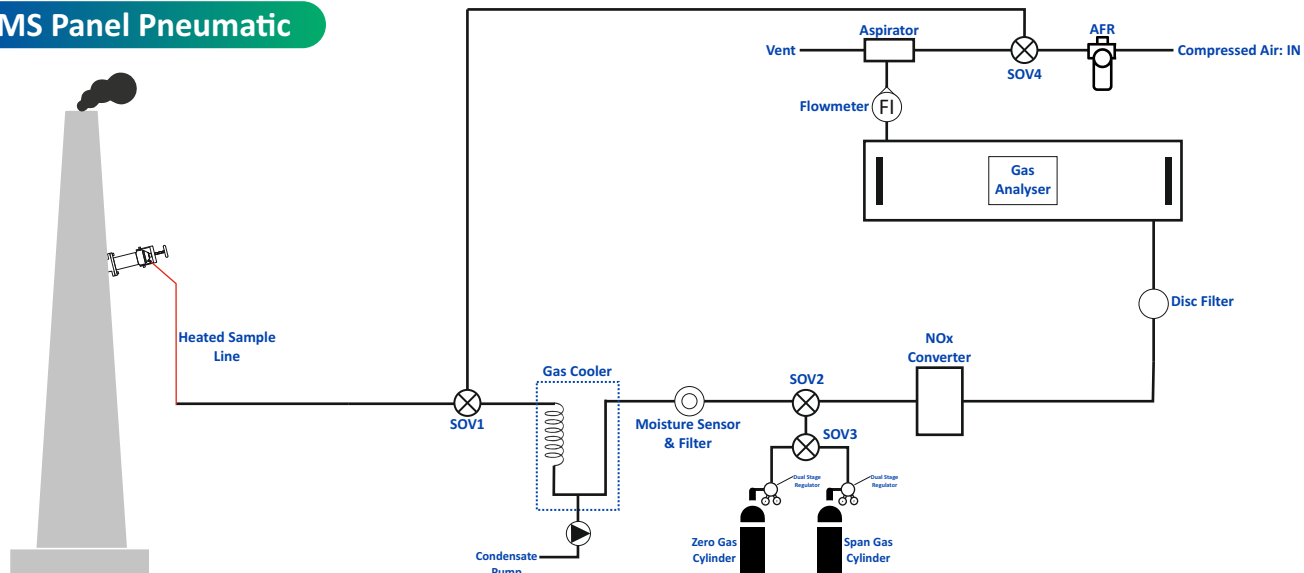 MS Panel Pneumatic
Aspirator
AFR
Vent
Compressed Air: IN
SOV4
Flowmeter
FI
Gas
Analyser
Disc Filter
Heated Sample
Line
NOx
Converter
Gas Cooler
SOV2
SOV1
Moisture Sensor
& Filter
SOV3
Dual Stage
Regulator
Dual Stage
Regulator
Zero Gas
Cylinder
Span Gas
Cylinder
Condensate
Pump